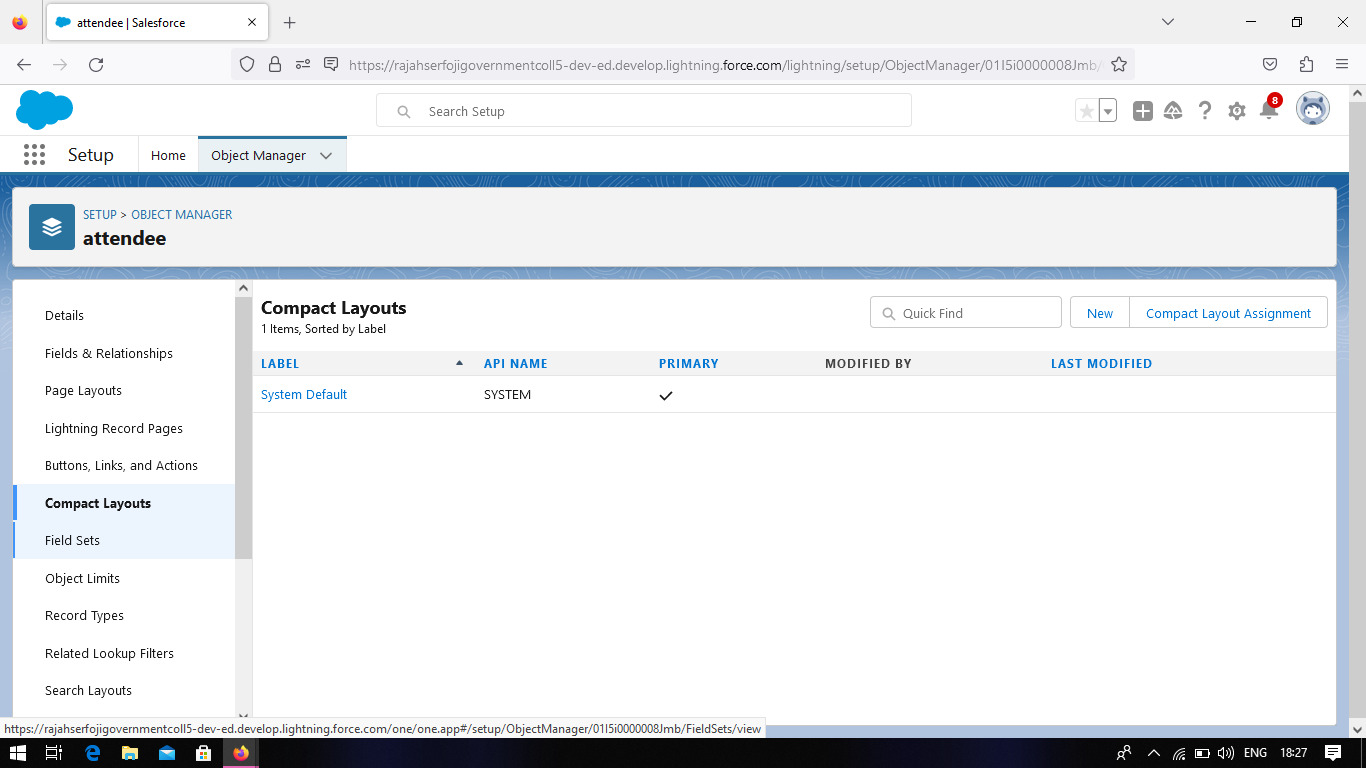 attendee | Salesforce
https://rajahserfojigovernmentcoll5-dev-ed.develop.lightning.force.com/lightning/setup/ObjectManager/01I5i0000008Jmb/
Search Setup
8
Setup
Home
Object Manager
SETUP > OBJECT MANAGER
attendee
Details
Fields & Relationships
Page Layouts
Lightning Record Pages
Buttons, Links, and Actions
Compact Layouts
Field Sets
Object Limits
Record Types
Related Lookup Filters
Search Layouts
Compact Layouts
1 Items, Sorted by Label
Quick Find
New
Compact Layout Assignment
LABEL API NAME PRIMARY MODIFIED BY LAST MODIFIED
System Default SYSTEM
https://rajahserfojigovernmentcoll5-dev-ed.develop.lightning.force.com/one/one.app#/setup/ObjectManager/01I5i0000008Jmb/FieldSets/view
ENG 18:27